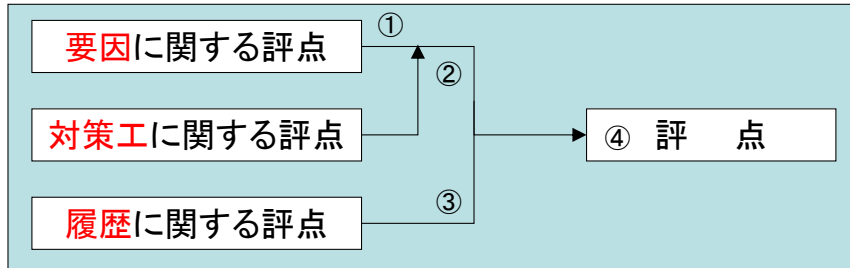 要因に関する評点
①
②
対策工に関する評点
④ 評 点
③
履歴に関する評点